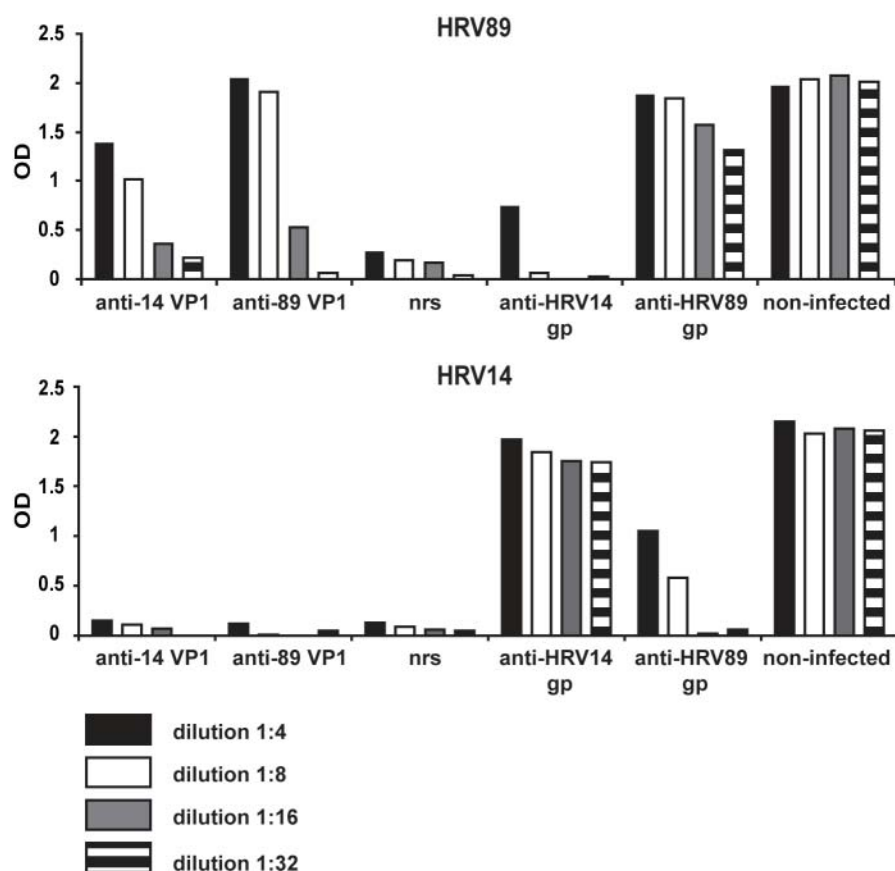 HRV89
2.5
2
1.5
1
0.5
0
OD
anti-14 VP1 anti-89 VP1 nrs anti-HRV14 anti-HRV89 non-infected
gp gp
HRV14
2.5
2
1.5
1
0.5
0
OD
anti-14 VP1 anti-89 VP1 nrs anti-HRV14 anti-HRV89 non-infected
gp gp
dilution 1:4
dilution 1:8
dilution 1:16
dilution 1:32